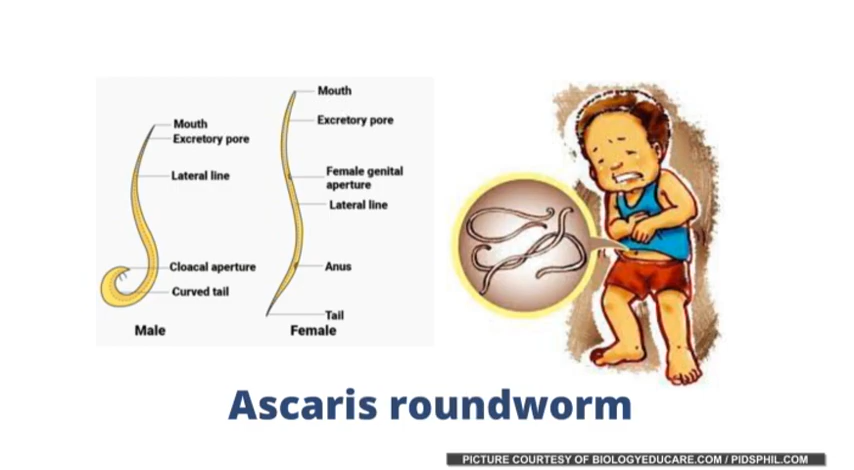 Mouth
Excretory pore
Lateral line
Cloacal aperture
Curved tail
Male
Mouth
Excretory pore
Female genital
aperture
Lateral line
Anus
Tail
Female
Ascaris roundworm
PICTURE COURTESY OF BIOLOGYEDUCARE.COM / PIDSPHIL.COM